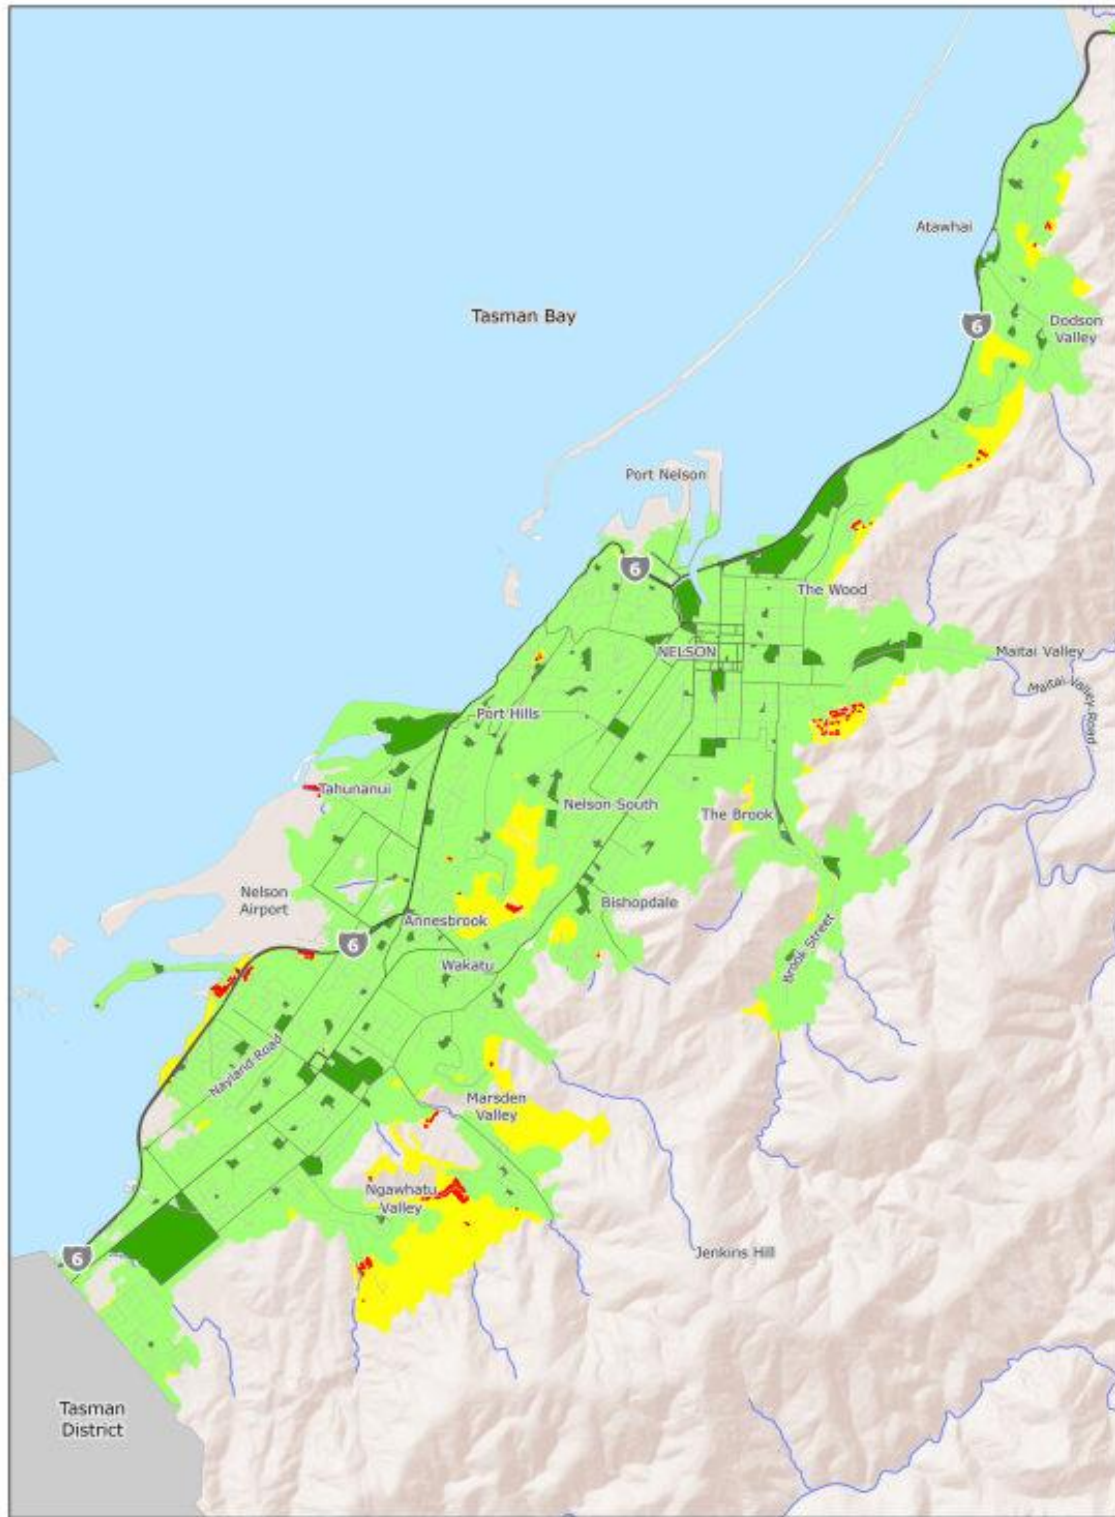 Atawhai
Tasman Bay
6
Dodson
Valley
Port Nelson
6
The Wood
NELSON
Maitai Valley
Maitai Valley Road
Port Hills
Tahunanui
Nelson South
The Brook
Nelson
Airport
Bishopdale
Annesbrook
6
Wakatu
Brook Street
Nayland Road
Marsden
Valley
Ngawhatu
Valley
6
Jenkins Hill
Tasman
District